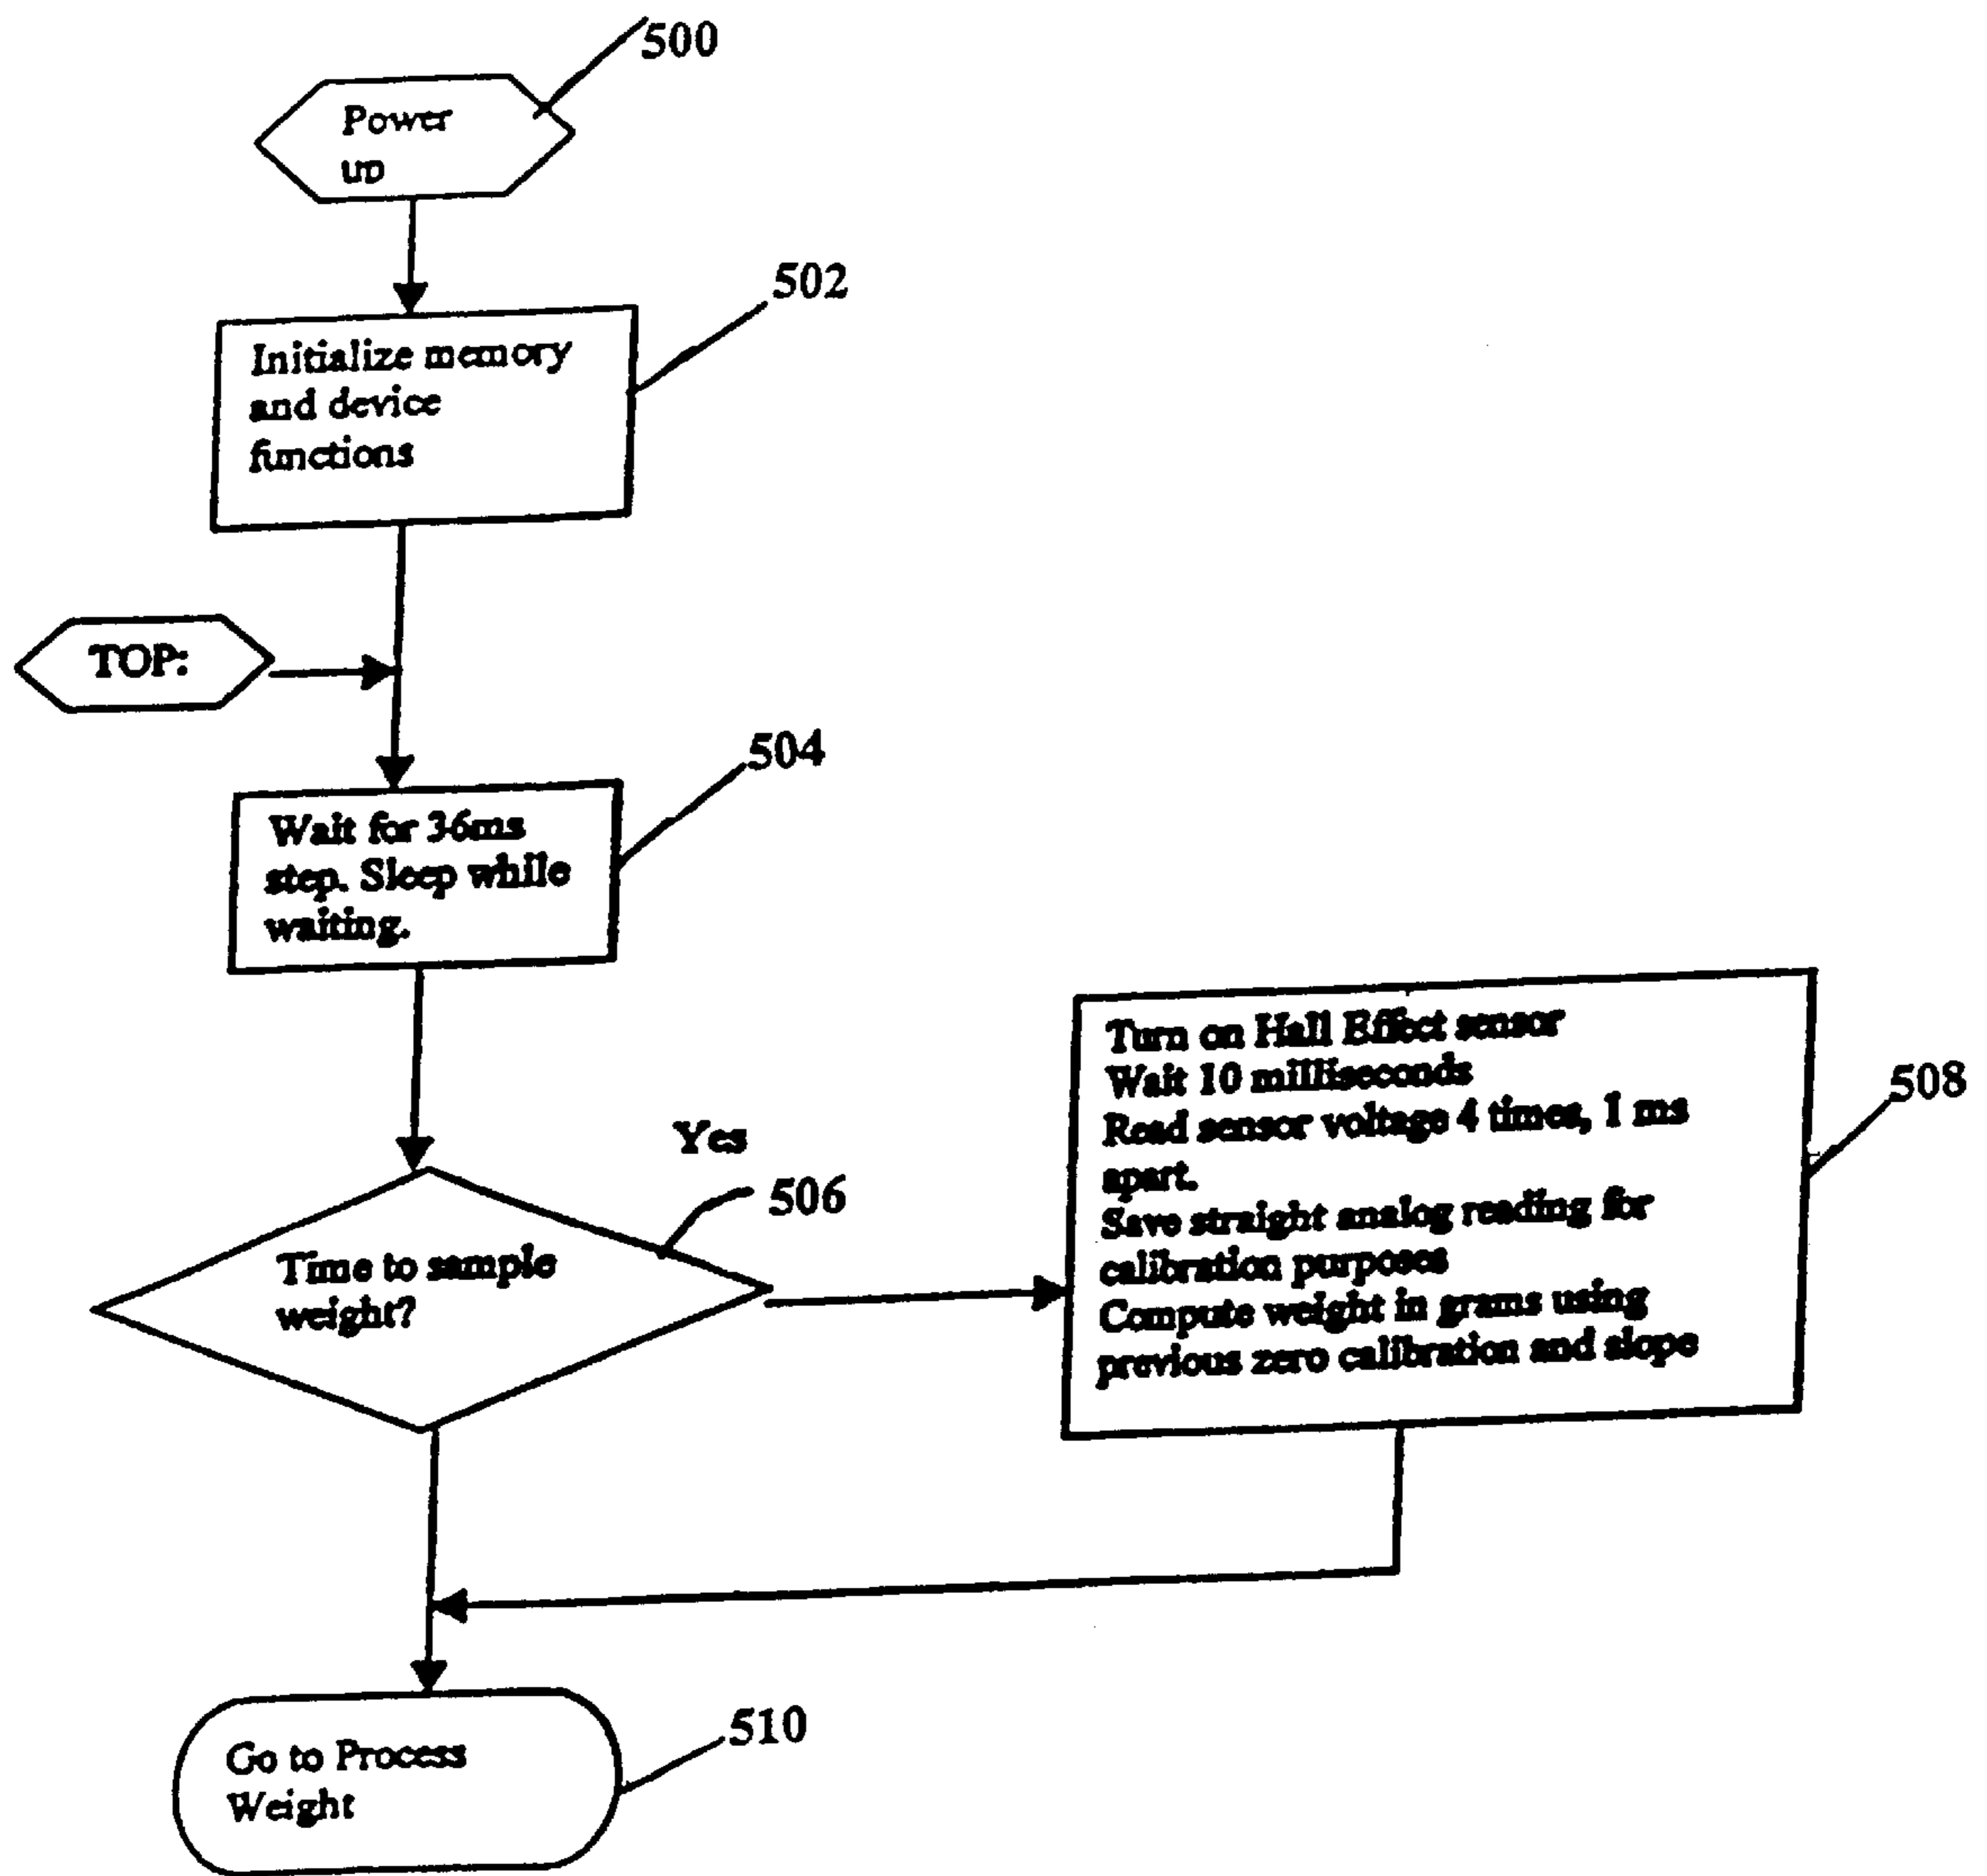 500
Power
up
502
Initialize memory
and device
functions
TOP:
504
Wait for 36ms
step. Sleep while
waiting.
Yes
506
Time to sample
weight?
Turn on Hall Effect sensor
Wait 10 milliseconds
Read sensor voltage 4 times, 1 ms
apart.
Save straight analog reading for
calibration purposes
Compute weight in grams using
previous zero calibration and slope
508
510
Go to Process
Weight